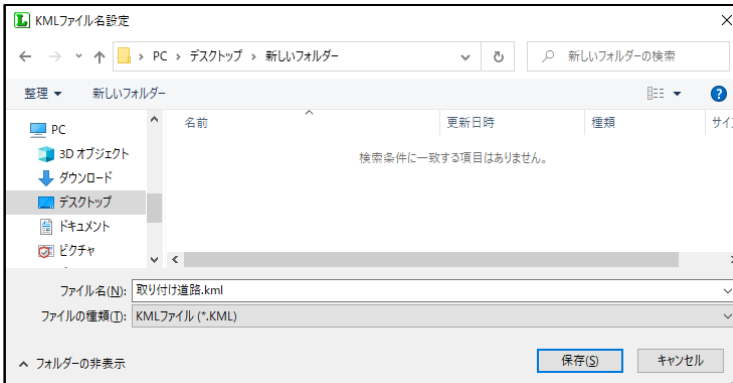 KMLファイル名設定
PC › デスクトップ › 新しいフォルダー
新しいフォルダーの検索
整理
新しいフォルダー
名前
更新日時
種類
サイ
PC
3D オブジェクト
ダウンロード
デスクトップ
ドキュメント
ピクチャ
検索条件に一致する項目はありません。
ファイル名(N): 取り付け道路.kml
ファイルの種類(T): KMLファイル (*.KML)
フォルダーの非表示
保存(S)
キャンセル